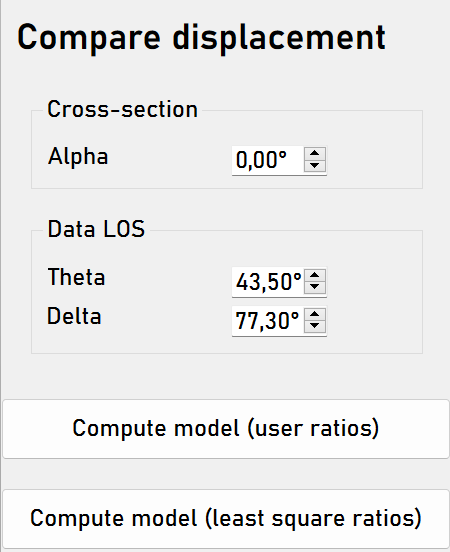 Compare displacement
Cross-section
Alpha 0,00°
Data LOS
Theta 43,50°
Delta 77,30°
Compute model (user ratios)
Compute model (least square ratios)